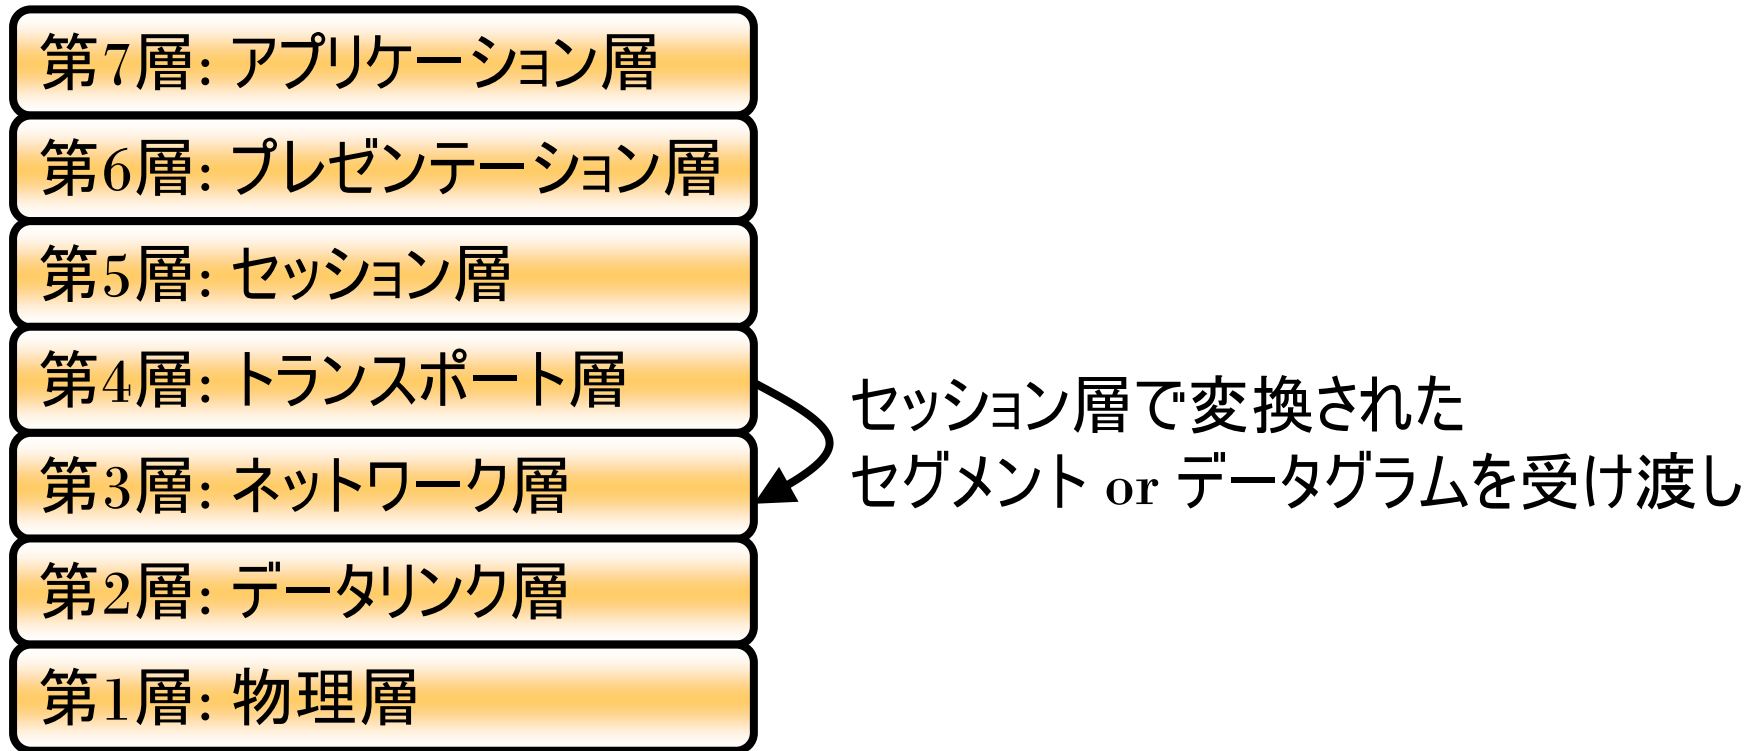 第7層: アプリケーション層
第6層: プレゼンテーション層
第5層: セッション層
第4層: トランスポート層
第3層: ネットワーク層
第2層: データリンク層
第1層: 物理層
セッション層で変換された
セグメント or データグラムを受け渡し